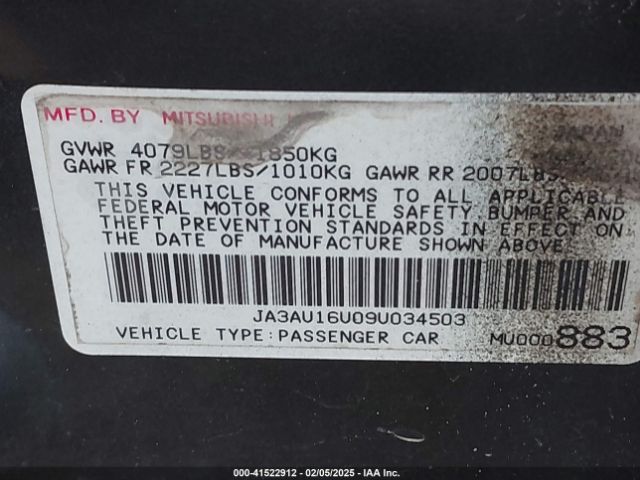 MFD. BY MITSUBISHI
JAPAN
GVWR 4079LBS 1850KG
GAWR FR 2227LBS/1010KG GAWR RR 2007LBS
THIS VEHICLE CONFORMS TO ALL APPLICABLE
FEDERAL MOTOR VEHICLE SAFETY BUMPER AND
THEFT PREVENTION STANDARDS IN EFFECT ON
THE DATE OF MANUFACTURE SHOWN ABOVE
JA3AU16U09U034503
VEHICLE TYPE:PASSENGER CAR MU000883
000-41522912 - 02/05/2025 - IAA Inc.